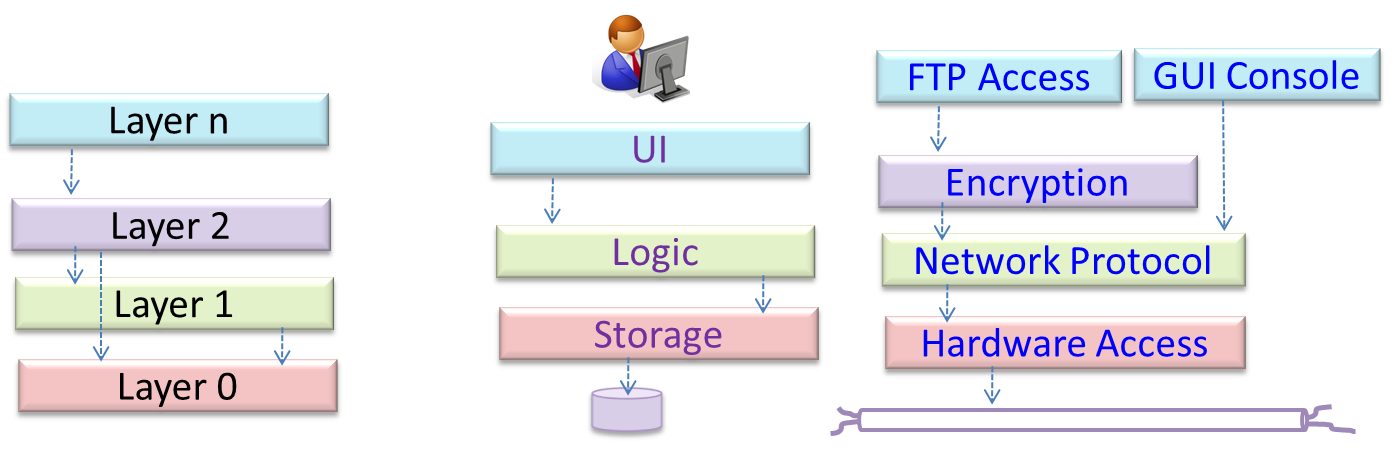 Layer n
Layer 2
Layer 1
Layer 0
UI
Logic
Storage
FTP Access
GUI Console
Encryption
Network Protocol
Hardware Access